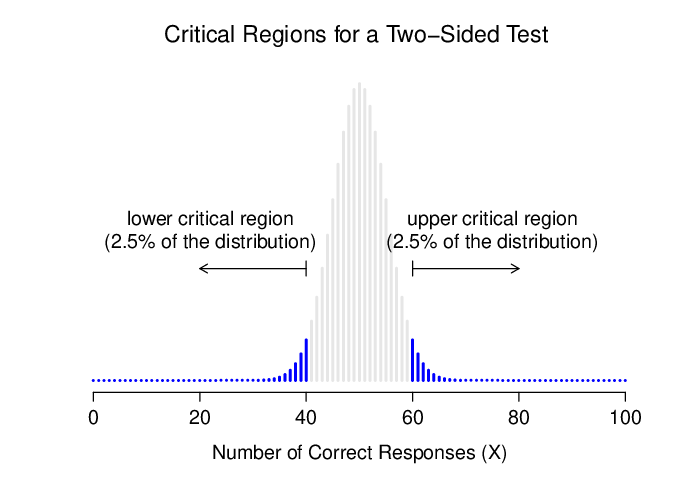 Critical Regions for a Two−Sided Test
lower critical region
(2.5% of the distribution)
upper critical region
(2.5% of the distribution)
0 20 40 60 80 100
Number of Correct Responses (X)